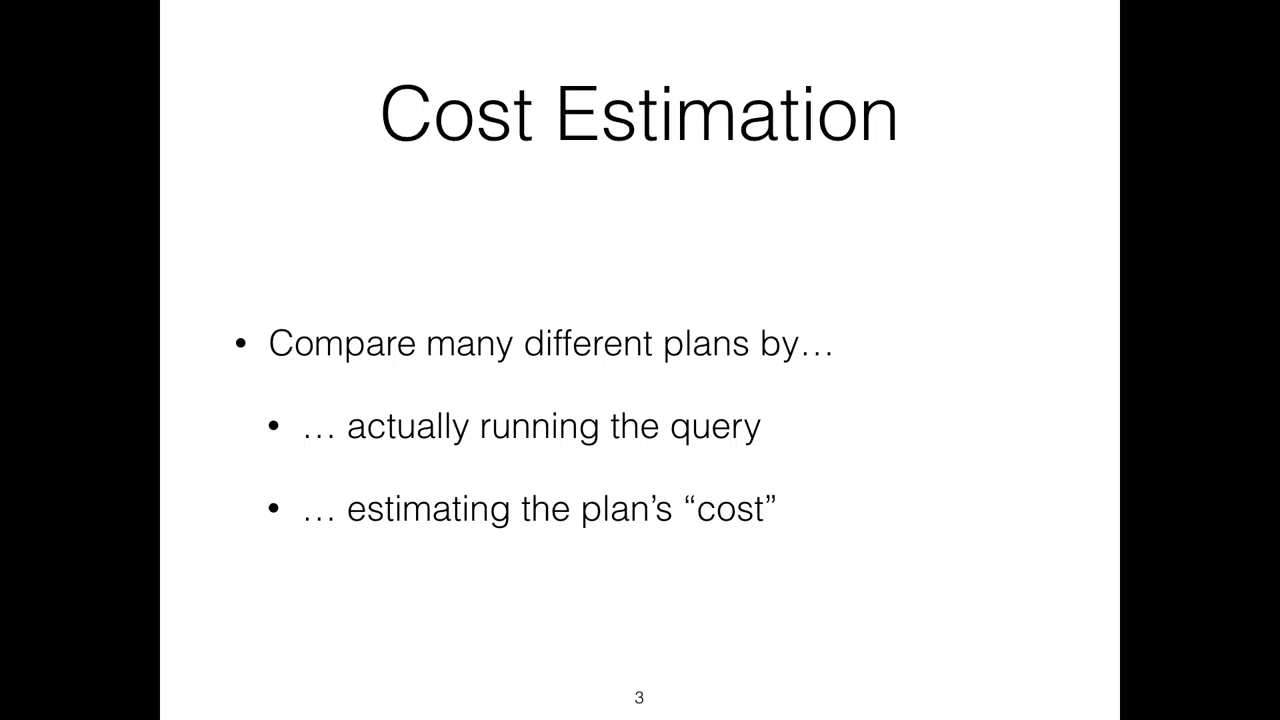 Cost Estimation
• Compare many different plans by…
• … actually running the query
• … estimating the plan’s “cost”
3